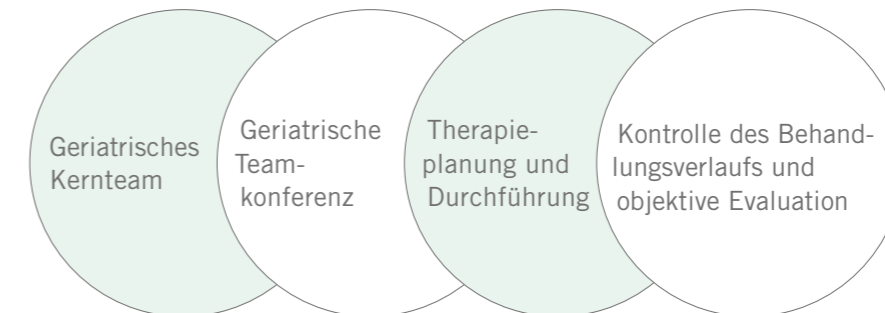 Geriatrisches
Kernteam
Geriatrische
Team-
konferenz
Therapie-
planung und
Durchführung
Kontrolle des Behand-
lungsverlaufs und
objektive Evaluation